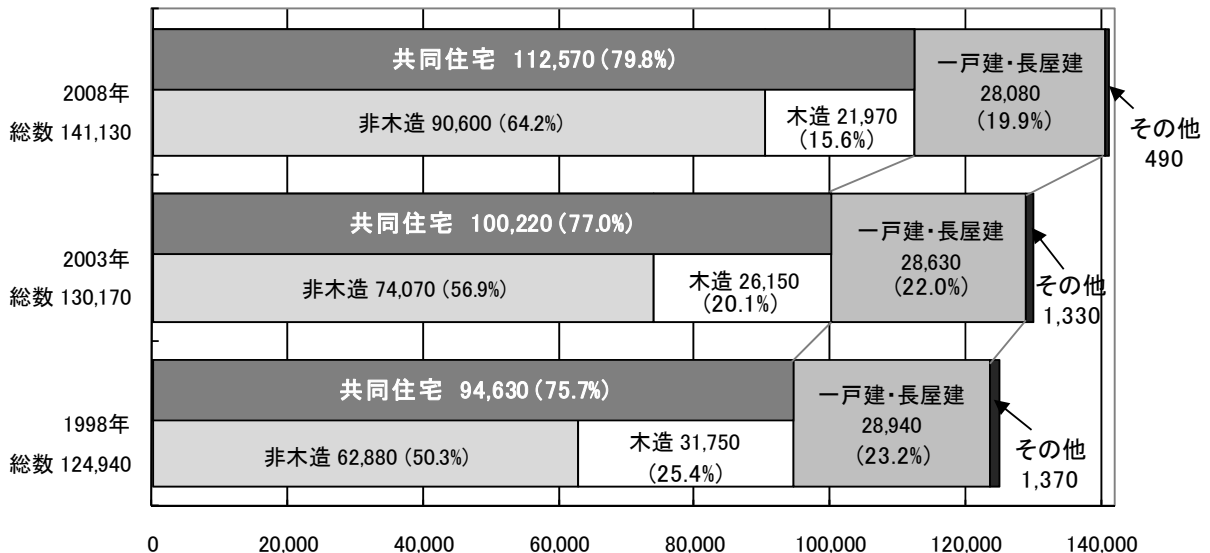 共同住宅 112,570 (79.8%)
一戸建・長屋建
28,080
(19.9%)
2008年
総数 141,130
非木造 90,600 (64.2%)
木造 21,970
(15.6%)
その他
490
共同住宅 100,220 (77.0%)
一戸建・長屋建
28,630
(22.0%)
2003年
総数 130,170
非木造 74,070 (56.9%)
木造 26,150
(20.1%)
その他
1,330
共同住宅 94,630 (75.7%)
一戸建・長屋建
28,940
(23.2%)
1998年
総数 124,940
非木造 62,880 (50.3%)
木造 31,750
(25.4%)
その他
1,370
0 20,000 40,000 60,000 80,000 100,000 120,000 140,000